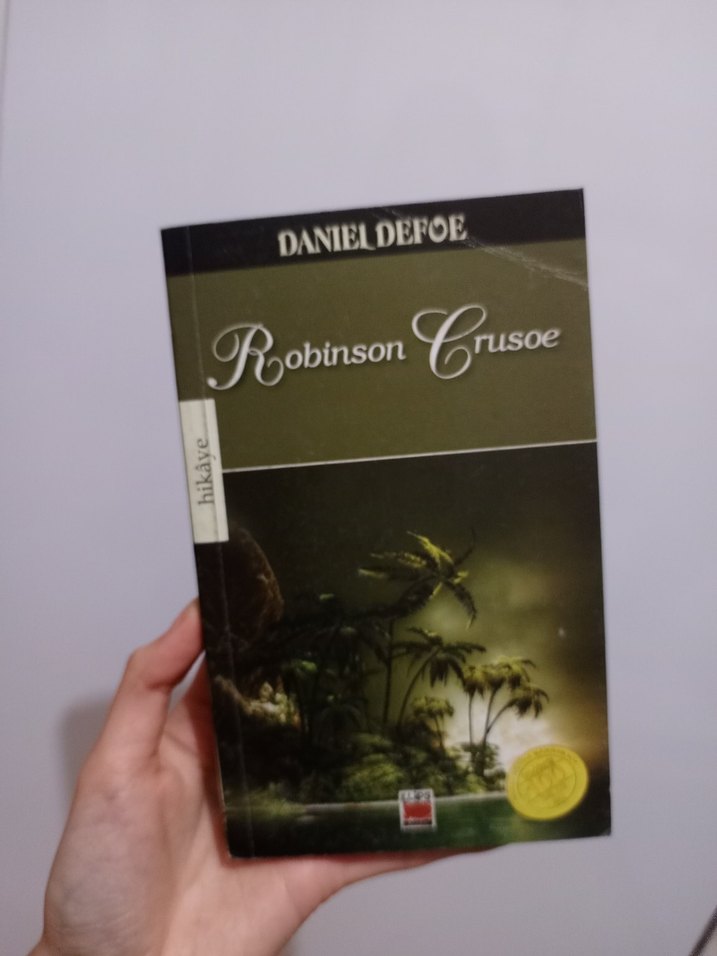 DANIEL DEFOE
Robinson Crusoe
hikâye